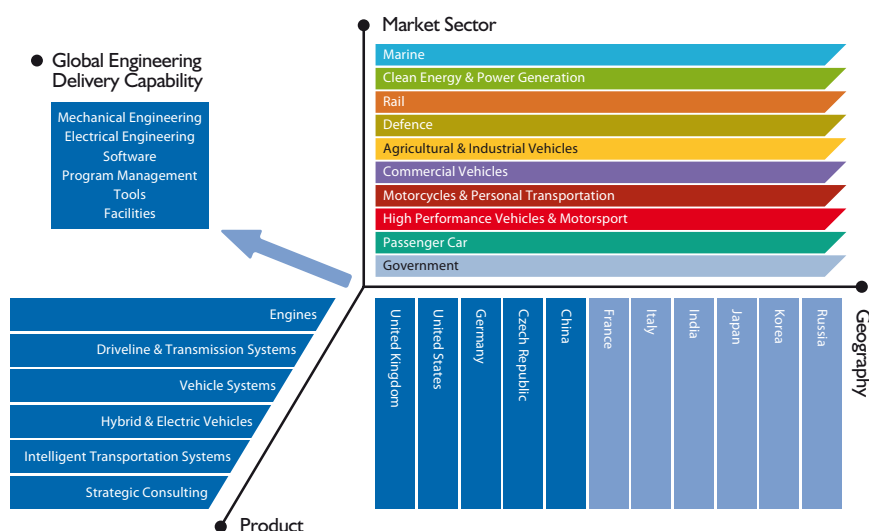 Market Sector
Global Engineering
Delivery Capability
Mechanical Engineering
Electrical Engineering
Software
Program Management
Tools
Facilities
Marine
Clean Energy & Power Generation
Rail
Defence
Agricultural & Industrial Vehicles
Commercial Vehicles
Motorcycles & Personal Transportation
High Performance Vehicles & Motorsport
Passenger Car
Government
Engines
Driveline & Transmission Systems
Vehicle Systems
Hybrid & Electric Vehicles
Intelligent Transportation Systems
Strategic Consulting
Product
United Kingdom
United States
Germany
Czech Republic
China
France
Italy
India
Japan
Korea
Russia
Geography